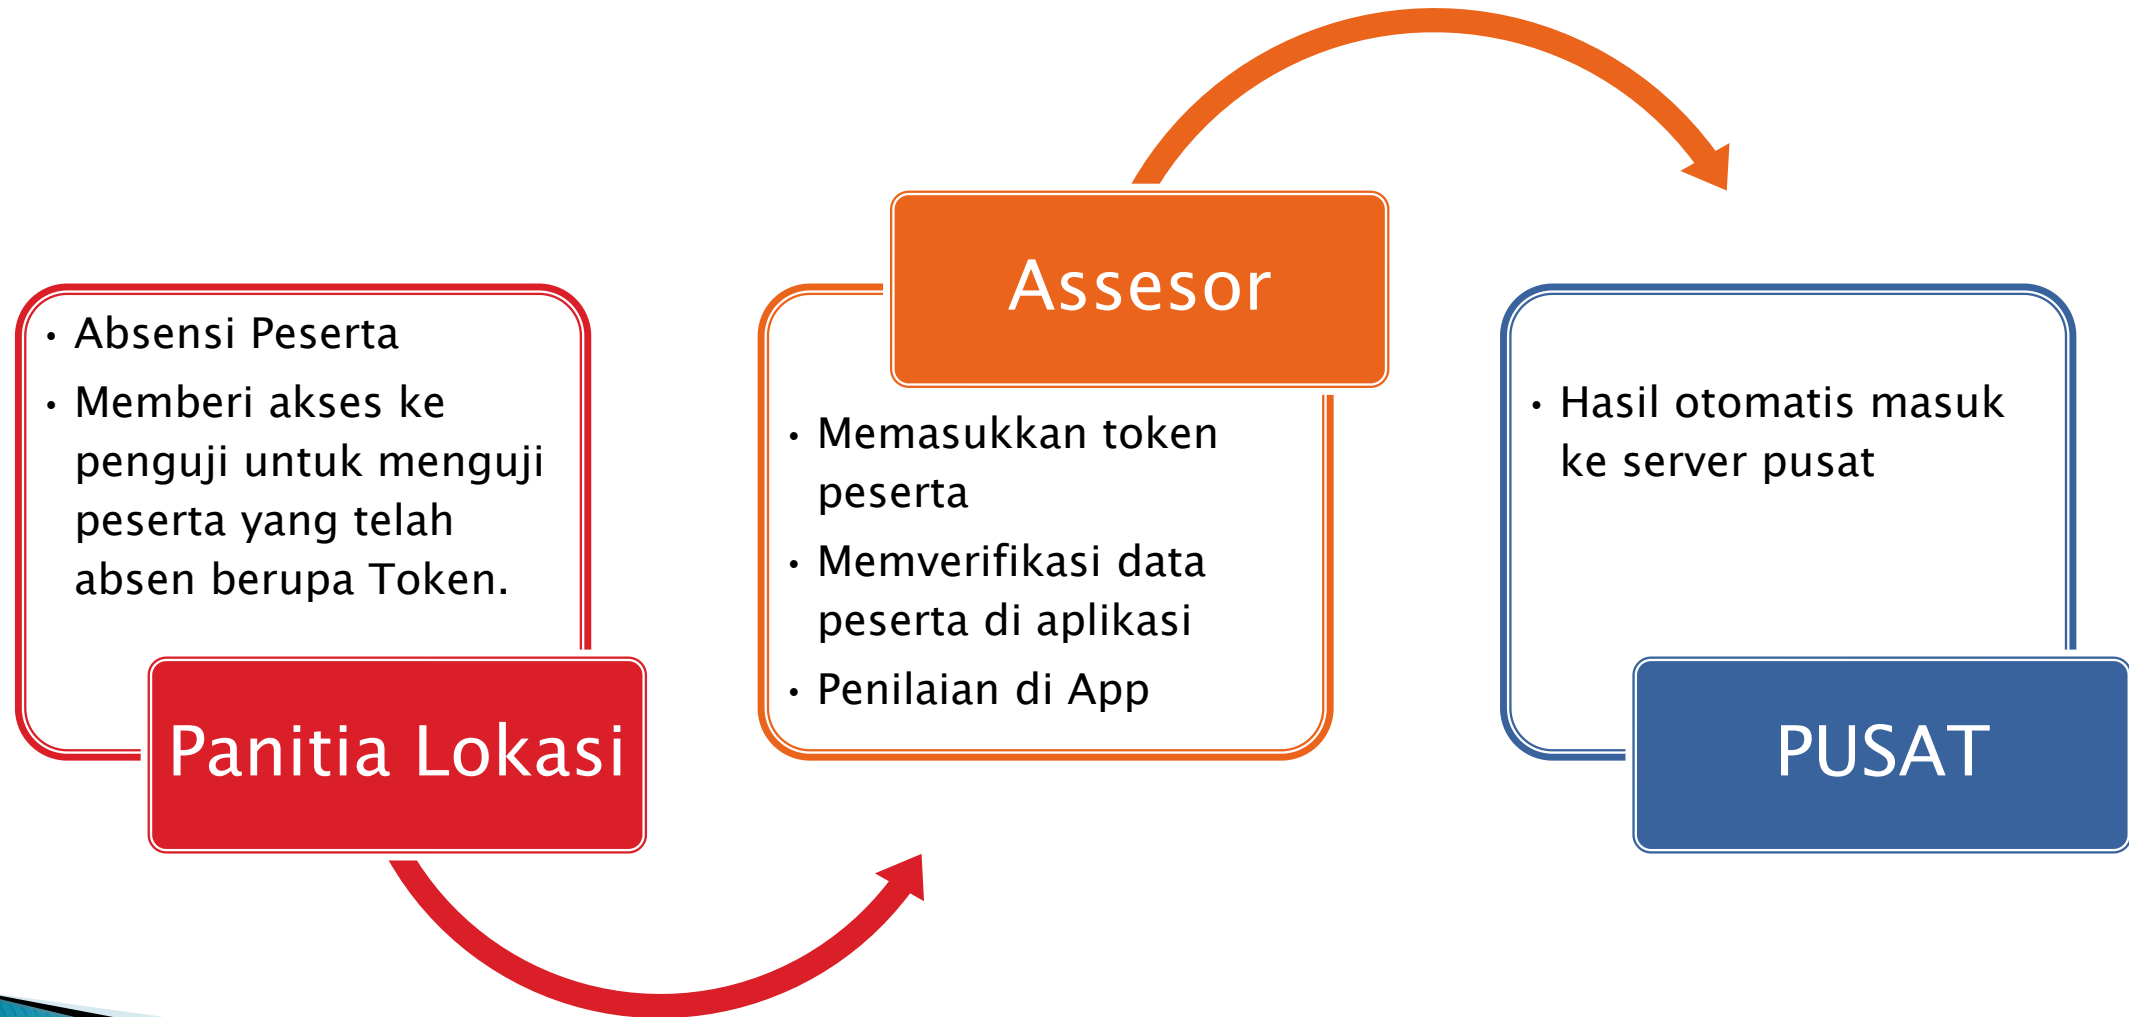 • Absensi Peserta
• Memberi akses ke
penguji untuk menguji
peserta yang telah
absen berupa Token.
Panitia Lokasi
Assesor
• Memasukkan token
peserta
• Memverifikasi data
peserta di aplikasi
• Penilaian di App
• Hasil otomatis masuk
ke server pusat
PUSAT